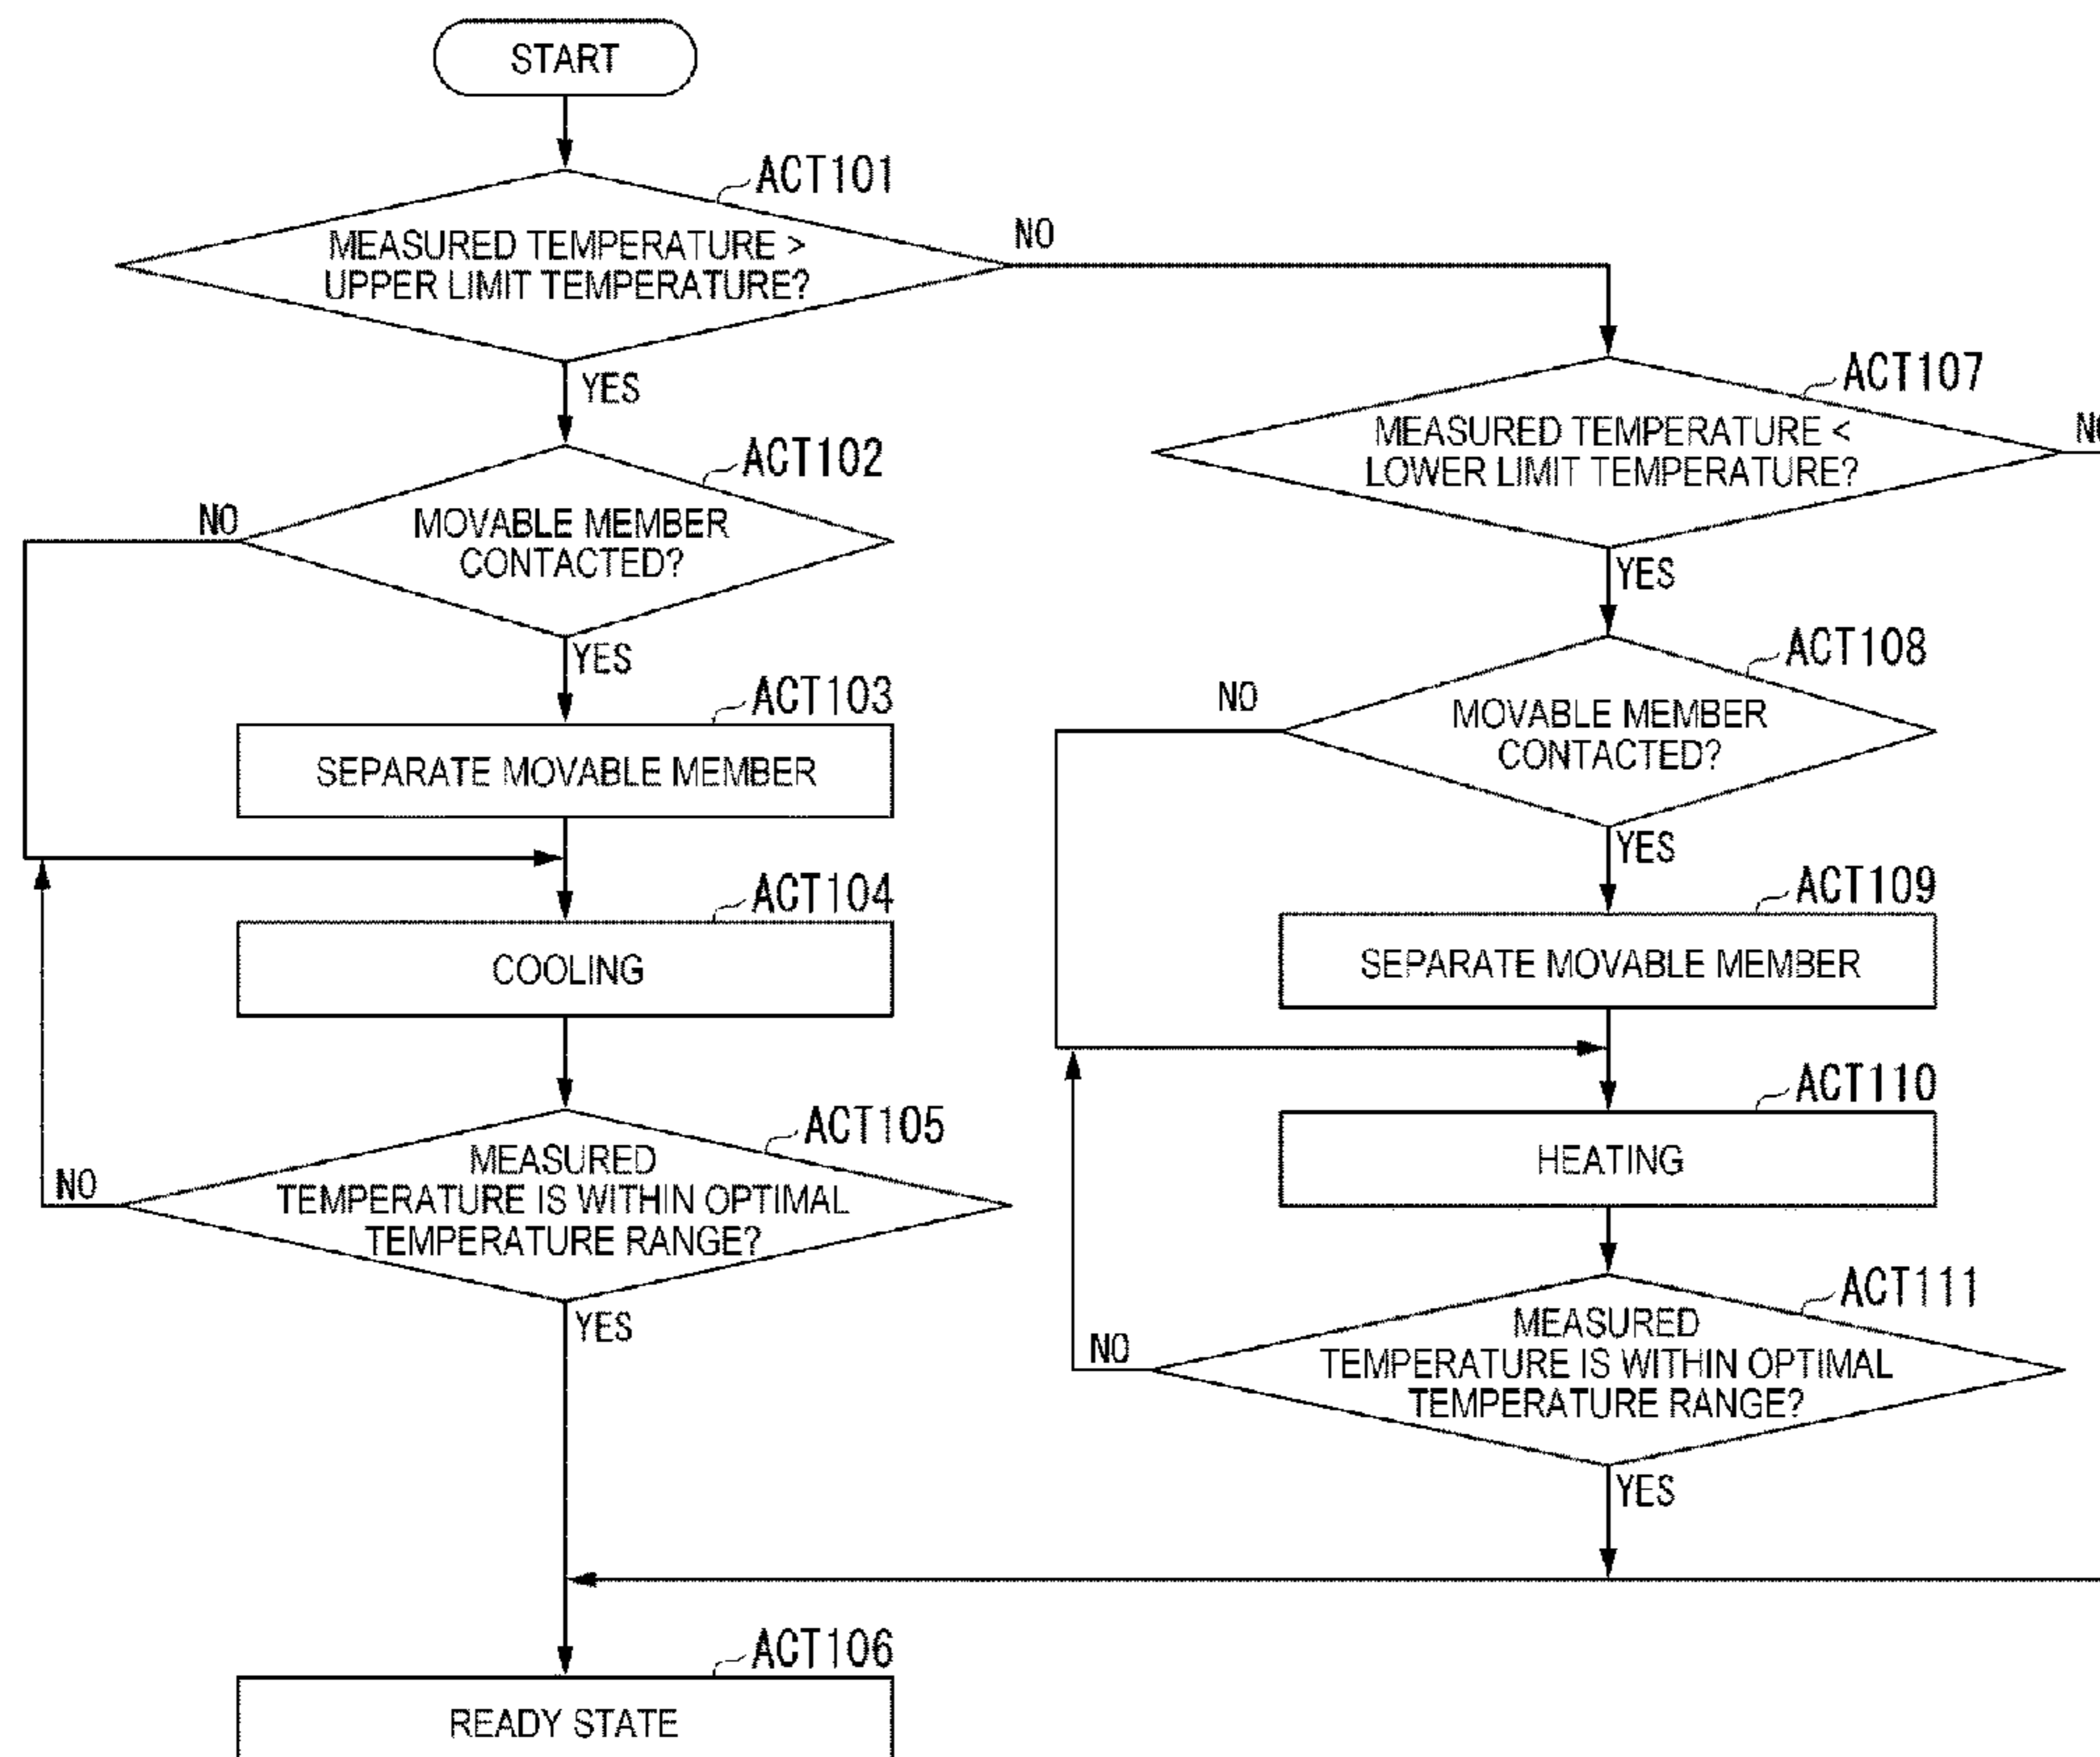 START
ACT101
MEASURED TEMPERATURE >
UPPER LIMIT TEMPERATURE?
NO
YES
ACT102
MOVABLE MEMBER
CONTACTED?
NO
YES
ACT103
SEPARATE MOVABLE MEMBER
ACT104
COOLING
ACT105
MEASURED
TEMPERATURE IS WITHIN OPTIMAL
TEMPERATURE RANGE?
NO
YES
ACT107
MEASURED TEMPERATURE <
LOWER LIMIT TEMPERATURE?
YES
ACT108
MOVABLE MEMBER
CONTACTED?
NO
YES
ACT109
SEPARATE MOVABLE MEMBER
ACT110
HEATING
ACT111
MEASURED
TEMPERATURE IS WITHIN OPTIMAL
TEMPERATURE RANGE?
NO
YES
ACT106
READY STATE